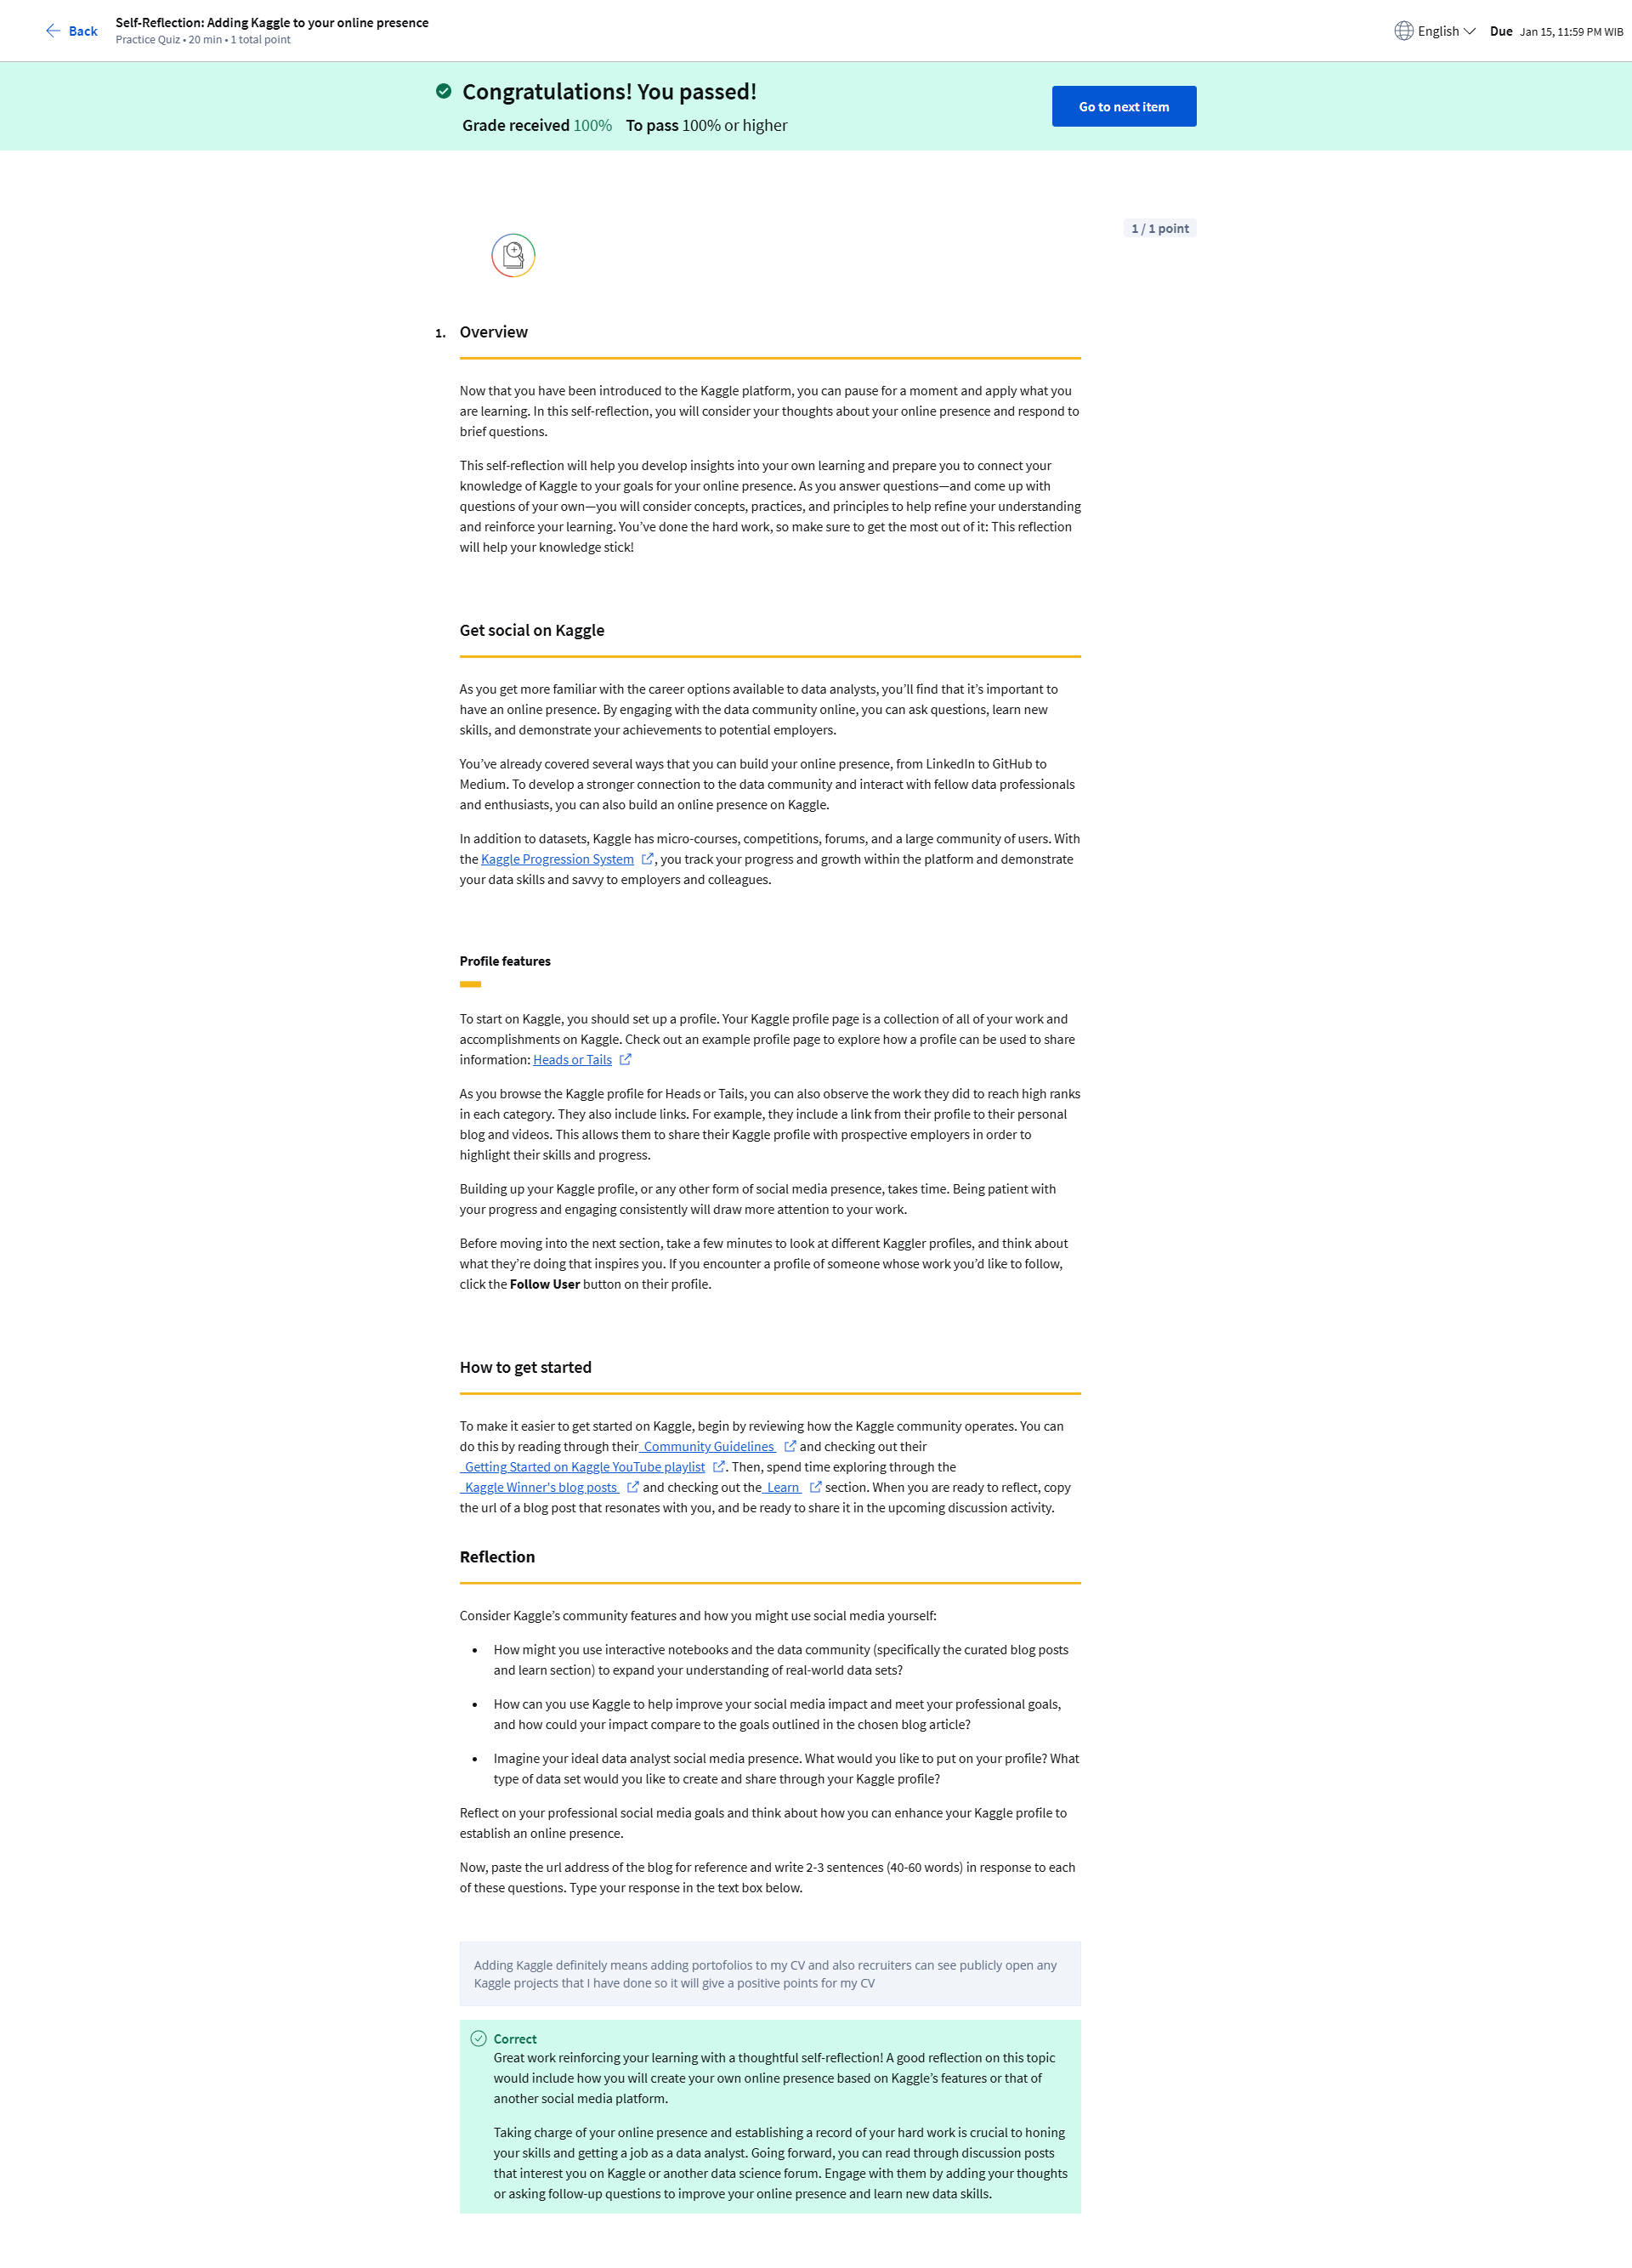 Back
Self-Reflection: Adding Kaggle to your online presence
Practice Quiz • 20 min • 1 total point
English
Due Jan 15, 11:59 PM WIB
Congratulations! You passed!
Grade received 100% To pass 100% or higher
Go to next item
1 / 1 point
1. Overview
Now that you have been introduced to the Kaggle platform, you can pause for a moment and apply what you
are learning. In this self-reflection, you will consider your thoughts about your online presence and respond to
brief questions.
This self-reflection will help you develop insights into your own learning and prepare you to connect your
knowledge of Kaggle to your goals for your online presence. As you answer questions—and come up with
questions of your own—you will consider concepts, practices, and principles to help refine your understanding
and reinforce your learning. You’ve done the hard work, so make sure to get the most out of it: This reflection
will help your knowledge stick!
Get social on Kaggle
As you get more familiar with the career options available to data analysts, you’ll find that it’s important to
have an online presence. By engaging with the data community online, you can ask questions, learn new
skills, and demonstrate your achievements to potential employers.
You’ve already covered several ways that you can build your online presence, from LinkedIn to GitHub to
Medium. To develop a stronger connection to the data community and interact with fellow data professionals
and enthusiasts, you can also build an online presence on Kaggle.
In addition to datasets, Kaggle has micro-courses, competitions, forums, and a large community of users. With
the Kaggle Progression System , you track your progress and growth within the platform and demonstrate
your data skills and savvy to employers and colleagues.
Profile features
To start on Kaggle, you should set up a profile. Your Kaggle profile page is a collection of all of your work and
accomplishments on Kaggle. Check out an example profile page to explore how a profile can be used to share
information: Heads or Tails
As you browse the Kaggle profile for Heads or Tails, you can also observe the work they did to reach high ranks
in each category. They also include links. For example, they include a link from their profile to their personal
blog and videos. This allows them to share their Kaggle profile with prospective employers in order to
highlight their skills and progress.
Building up your Kaggle profile, or any other form of social media presence, takes time. Being patient with
your progress and engaging consistently will draw more attention to your work.
Before moving into the next section, take a few minutes to look at different Kaggler profiles, and think about
what they’re doing that inspires you. If you encounter a profile of someone whose work you’d like to follow,
click the Follow User button on their profile.
How to get started
To make it easier to get started on Kaggle, begin by reviewing how the Kaggle community operates. You can
do this by reading through their Community Guidelines and checking out their
Getting Started on Kaggle YouTube playlist . Then, spend time exploring through the
Kaggle Winner's blog posts and checking out the Learn section. When you are ready to reflect, copy
the url of a blog post that resonates with you, and be ready to share it in the upcoming discussion activity.
Reflection
Consider Kaggle’s community features and how you might use social media yourself:
• How might you use interactive notebooks and the data community (specifically the curated blog posts
and learn section) to expand your understanding of real-world data sets?
• How can you use Kaggle to help improve your social media impact and meet your professional goals,
and how could your impact compare to the goals outlined in the chosen blog article?
• Imagine your ideal data analyst social media presence. What would you like to put on your profile? What
type of data set would you like to create and share through your Kaggle profile?
Reflect on your professional social media goals and think about how you can enhance your Kaggle profile to
establish an online presence.
Now, paste the url address of the blog for reference and write 2-3 sentences (40-60 words) in response to each
of these questions. Type your response in the text box below.
Adding Kaggle definitely means adding portofolios to my CV and also recruiters can see publicly open any
Kaggle projects that I have done so it will give a positive points for my CV
Correct
Great work reinforcing your learning with a thoughtful self-reflection! A good reflection on this topic
would include how you will create your own online presence based on Kaggle’s features or that of
another social media platform.
Taking charge of your online presence and establishing a record of your hard work is crucial to honing
your skills and getting a job as a data analyst. Going forward, you can read through discussion posts
that interest you on Kaggle or another data science forum. Engage with them by adding your thoughts
or asking follow-up questions to improve your online presence and learn new data skills.